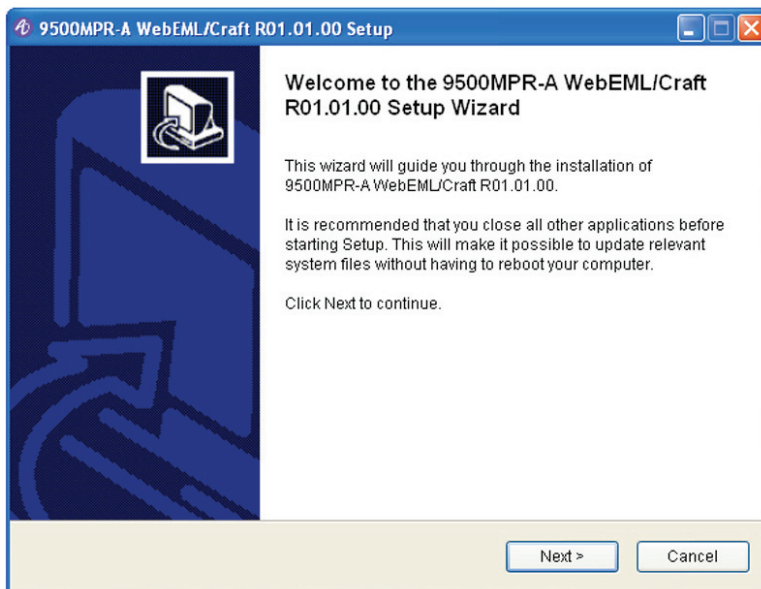 9500MPR-A WebEML/Craft R01.01.00 Setup
Welcome to the 9500MPR-A WebEML/Craft
R01.01.00 Setup Wizard
This wizard will guide you through the installation of
9500MPR-A WebEML/Craft R01.01.00.
It is recommended that you close all other applications before
starting Setup. This will make it possible to update relevant
system files without having to reboot your computer.
Click Next to continue.
Next >
Cancel